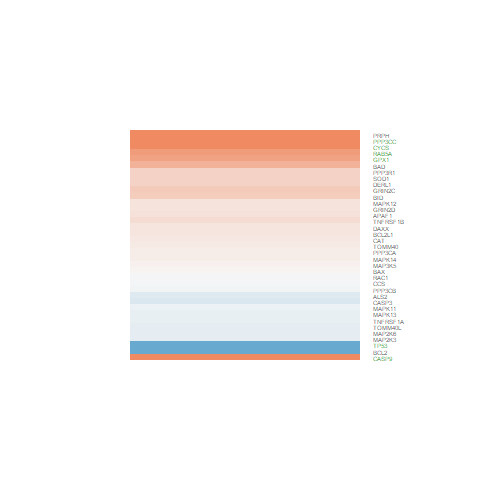 PRPH
PPP3CC
CYCS
RAB5A
GPX1
BAD
PPP3R1
SOD1
DERL1
GRIN2C
BID
MAPK12
GRIN2D
APAF1
TNFRSF1B
DAXX
BCL2L1
CAT
TOMM40
PPP3CA
MAPK14
MAP3K5
BAX
RAC1
CCS
PPP3CB
ALS2
CASP3
MAPK11
MAPK13
TNFRSF1A
TOMM40L
MAP2K6
MAP2K3
TP53
BCL2
CASP9